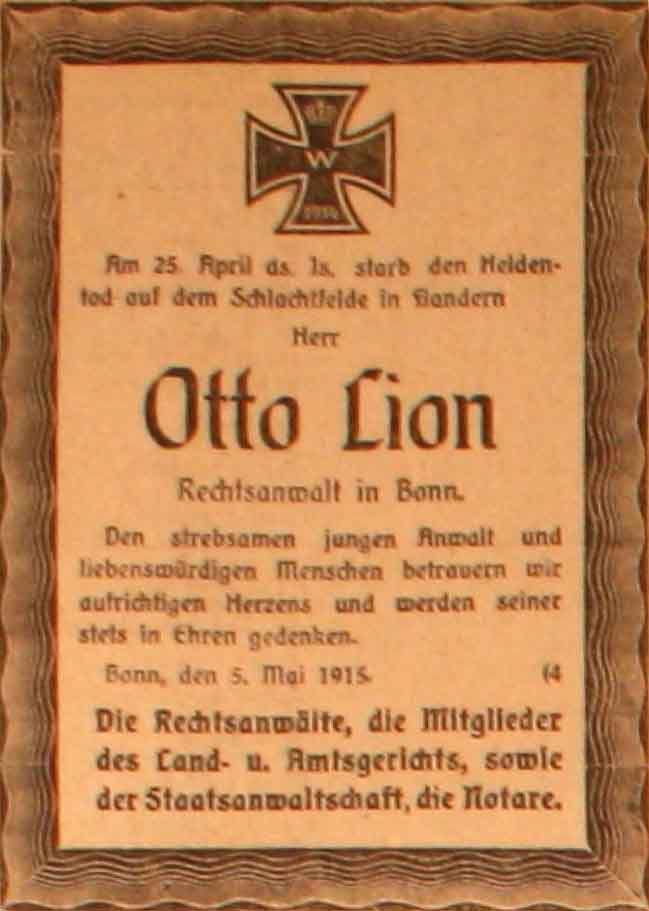 W
1914
Am 25. April ds. Js. starb den Helden-
tod auf dem Schlachtfelde in Flandern
Herr
Otto Lion
Rechtsanwalt in Bonn.
Den strebsamen jungen Anwalt und
liebenswürdigen Menschen betrauern wir
aufrichtigen Herzens und werden seiner
stets in Ehren gedenken.
Bonn, den 5. Mai 1915. (4
Die Rechtsanwälte, die Mitglieder
des Land- u. Amtsgerichts, sowie
der Staatsanwaltschaft, die Notare.